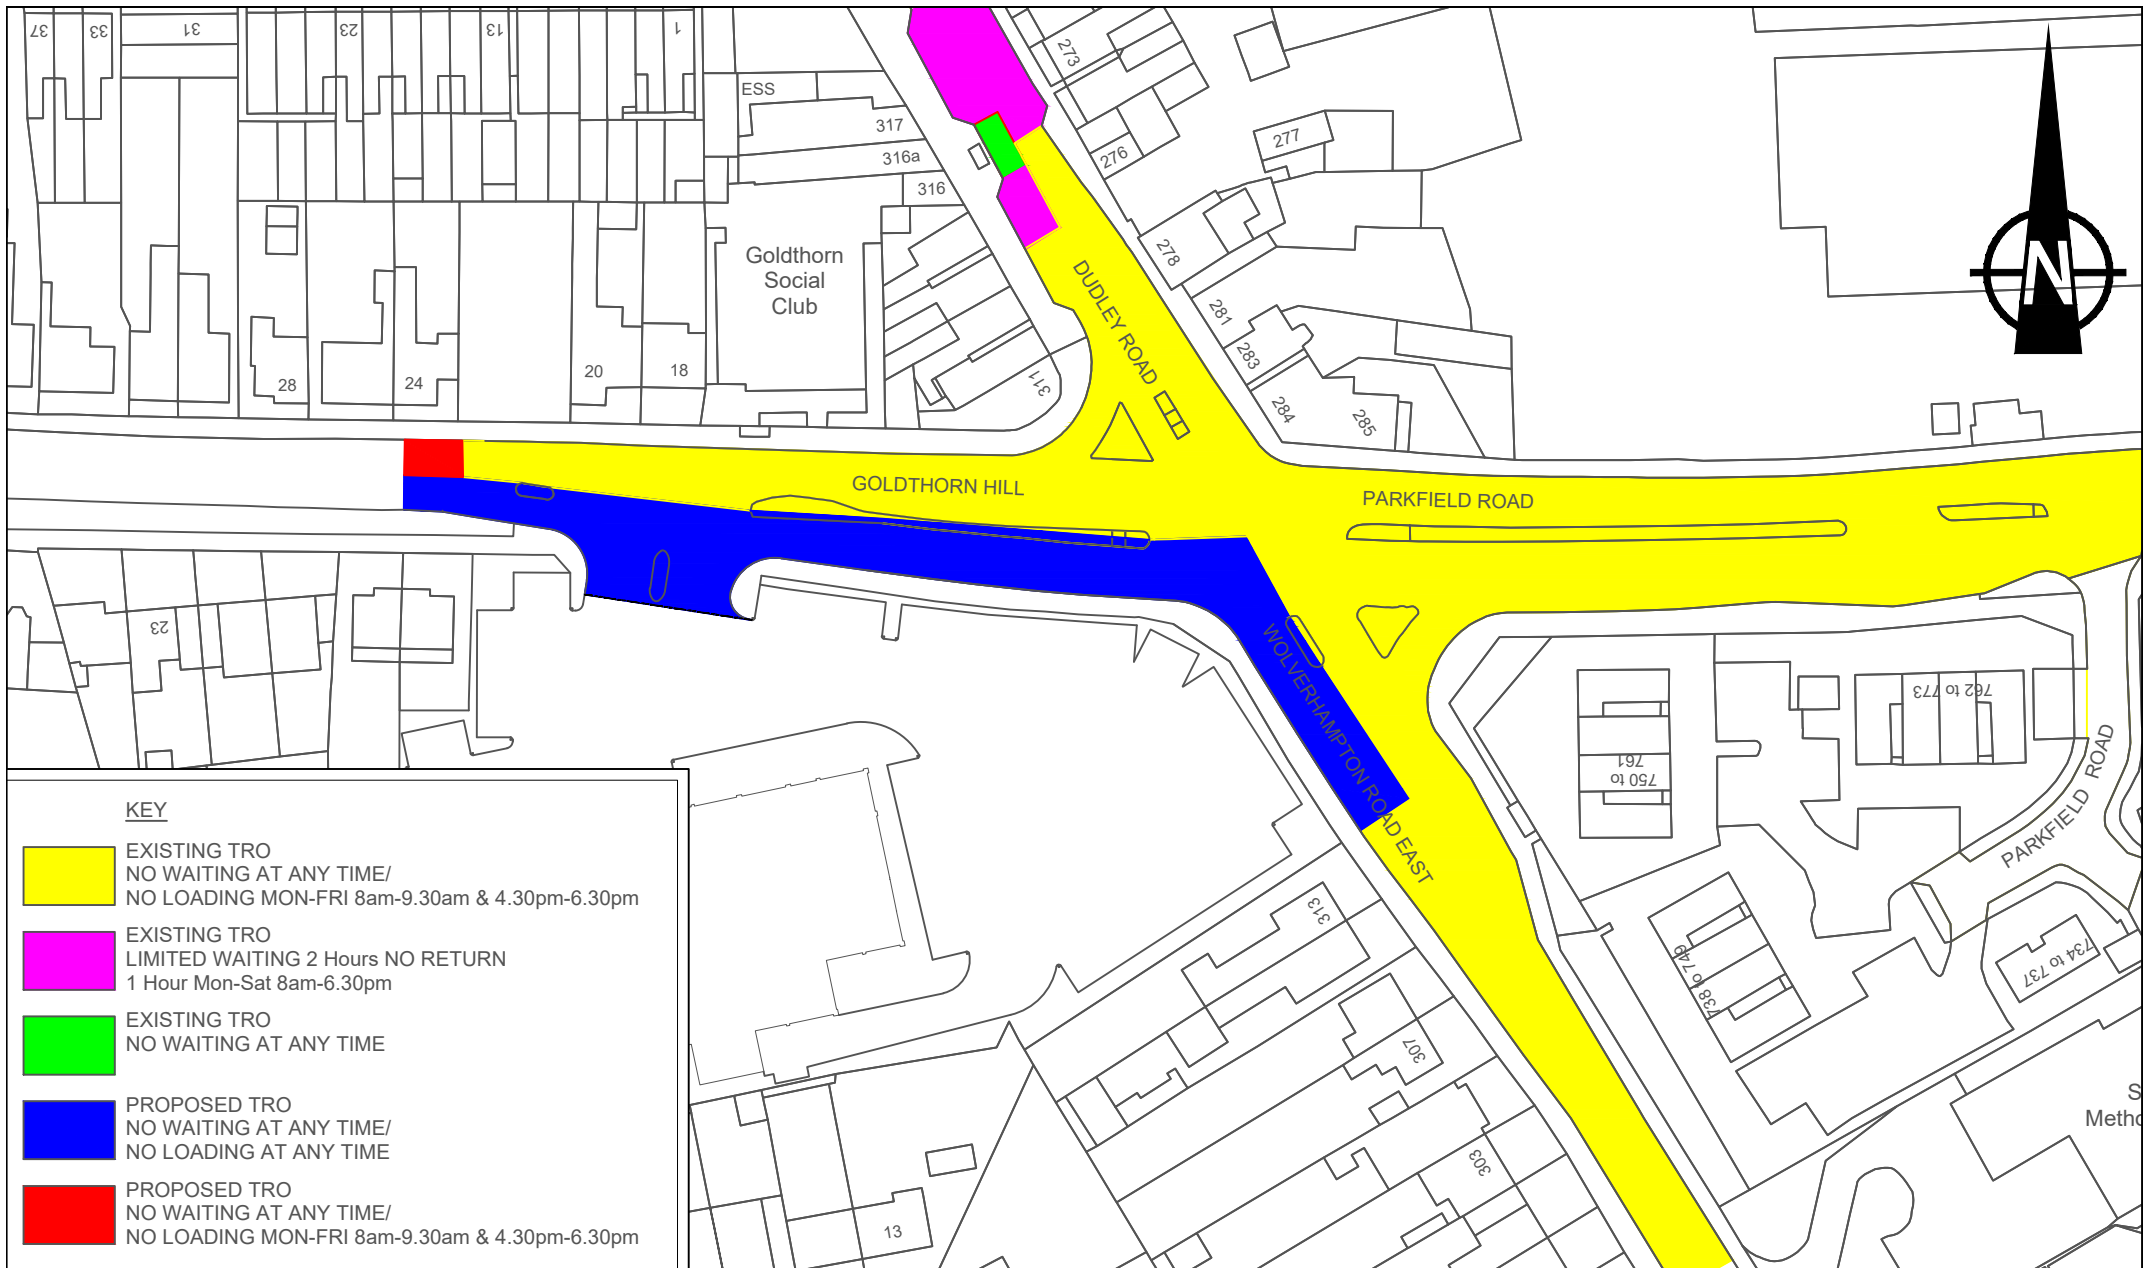 37
33
31
23
13
1
ESS
317
316a
316
273
276
277
278
281
283
284
285
311
Goldthorn
Social
Club
28
24
20
18
N
DUDLEY ROAD
GOLDTHORN HILL
PARKFIELD ROAD
WOLVERHAMPTON ROAD EAST
23
750 to
761
762 to 773
PARKFIELD ROAD
738 to 749
734 to 737
313
307
303
13
S
Metho
KEY
EXISTING TRO
NO WAITING AT ANY TIME/
NO LOADING MON-FRI 8am-9.30am & 4.30pm-6.30pm
EXISTING TRO
LIMITED WAITING 2 Hours NO RETURN
1 Hour Mon-Sat 8am-6.30pm
EXISTING TRO
NO WAITING AT ANY TIME
PROPOSED TRO
NO WAITING AT ANY TIME/
NO LOADING AT ANY TIME
PROPOSED TRO
NO WAITING AT ANY TIME/
NO LOADING MON-FRI 8am-9.30am & 4.30pm-6.30pm